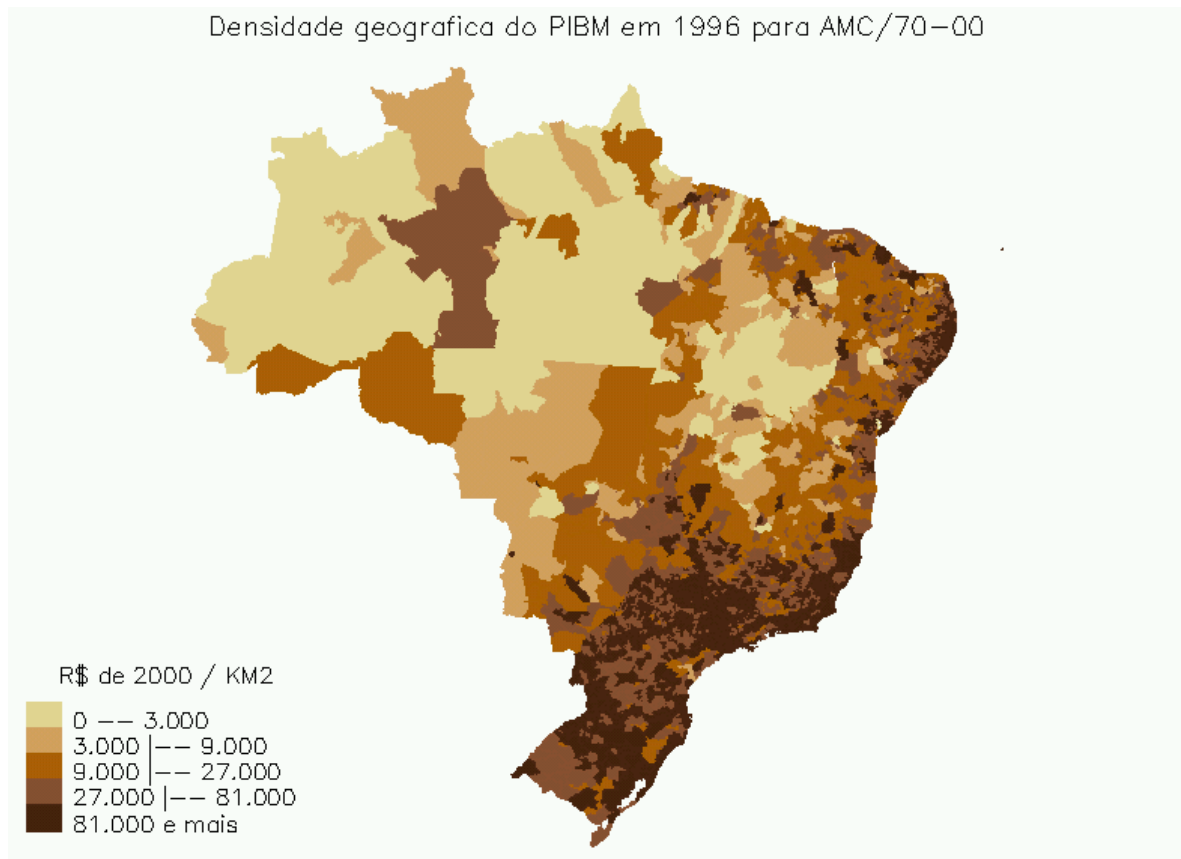 Densidade geografica do PIBM em 1996 para AMC/70-00
R$ de 2000 / KM2
0 -- 3.000
3.000 |-- 9.000
9.000 |-- 27.000
27.000 |-- 81.000
81.000 e mais